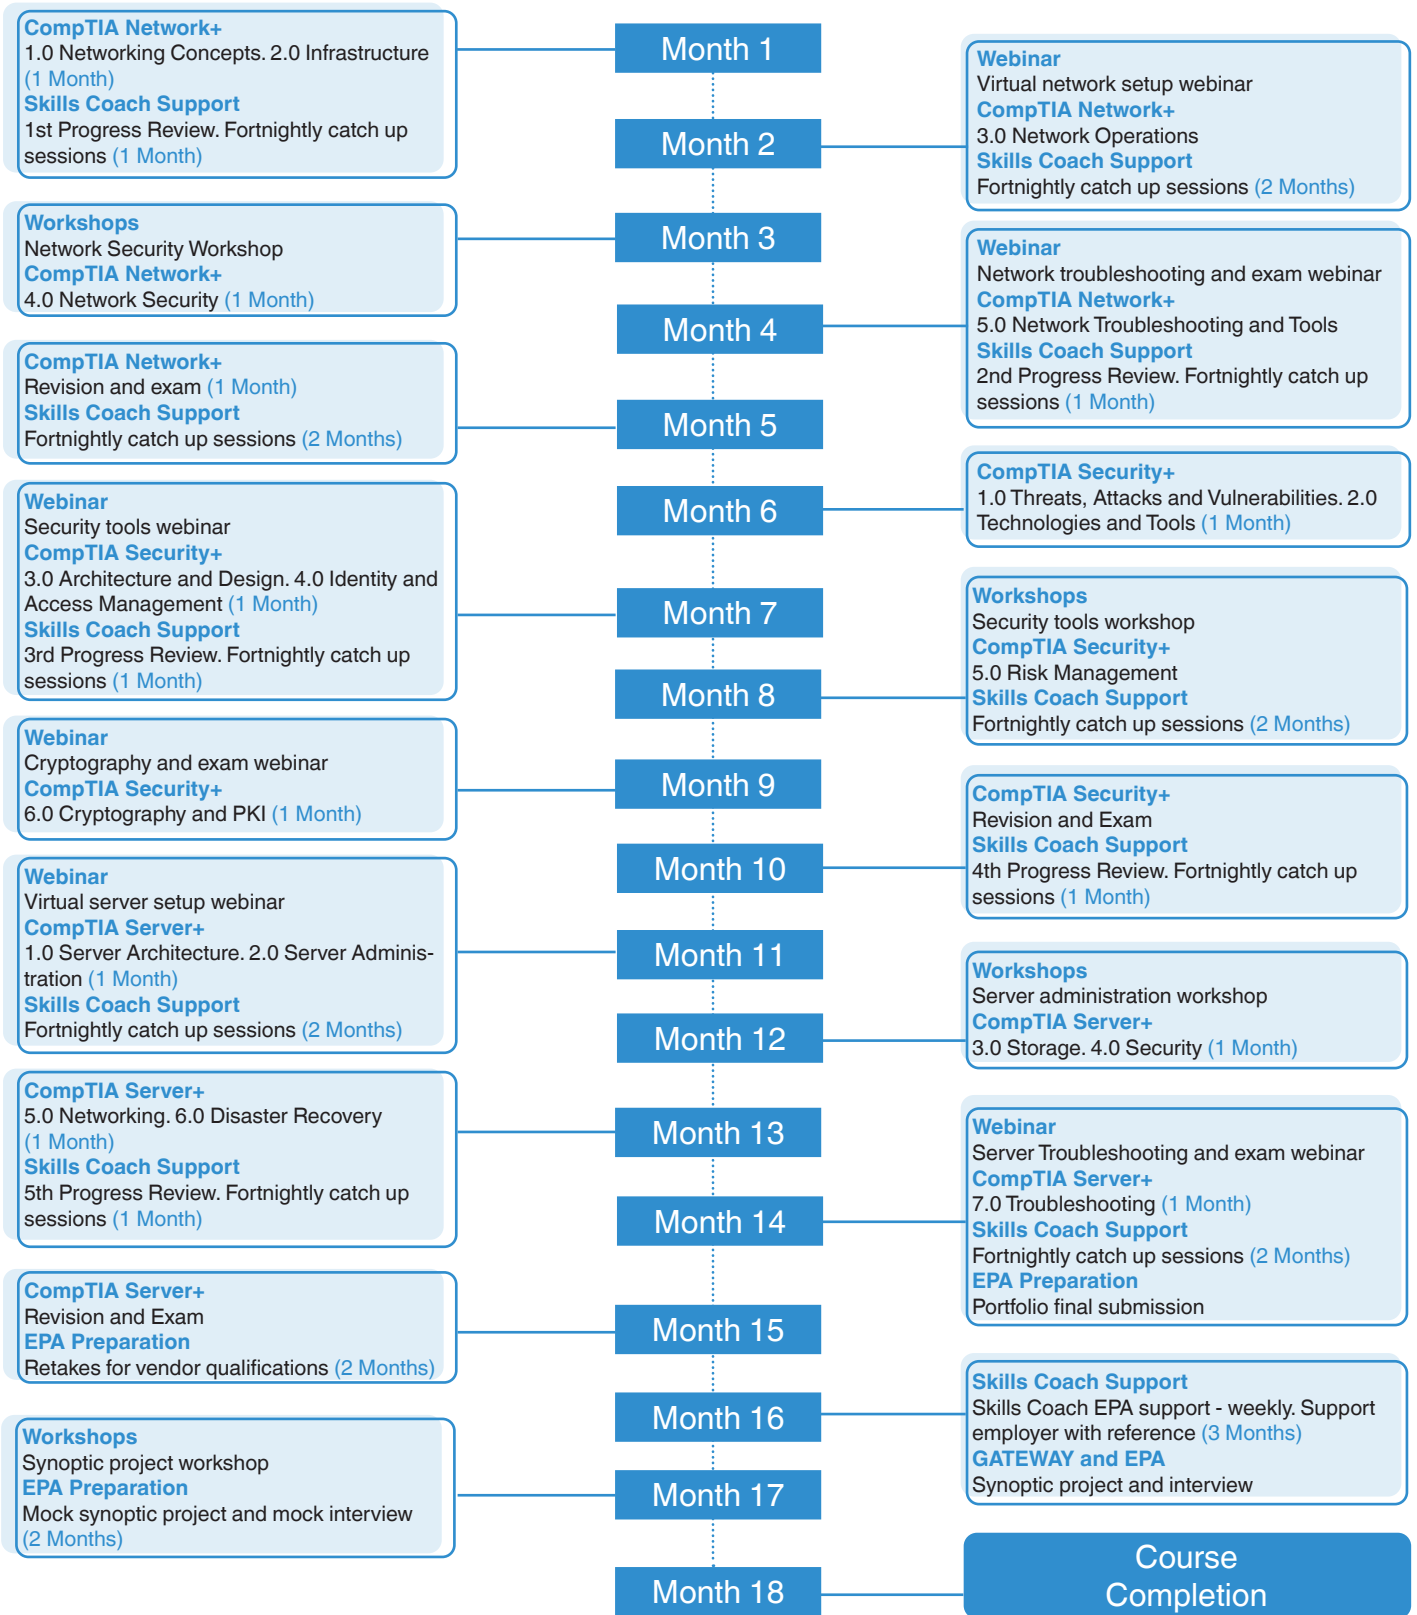 Month 1
CompTIA Network+
1.0 Networking Concepts. 2.0 Infrastructure
(1 Month)
Skills Coach Support
1st Progress Review. Fortnightly catch up
sessions (1 Month)
Month 2
Webinar
Virtual network setup webinar
CompTIA Network+
3.0 Network Operations
Skills Coach Support
Fortnightly catch up sessions (2 Months)
Month 3
Workshops
Network Security Workshop
CompTIA Network+
4.0 Network Security (1 Month)
Month 4
Webinar
Network troubleshooting and exam webinar
CompTIA Network+
5.0 Network Troubleshooting and Tools
Skills Coach Support
2nd Progress Review. Fortnightly catch up
sessions (1 Month)
Month 5
CompTIA Network+
Revision and exam (1 Month)
Skills Coach Support
Fortnightly catch up sessions (2 Months)
Month 6
CompTIA Security+
1.0 Threats, Attacks and Vulnerabilities. 2.0
Technologies and Tools (1 Month)
Month 7
Webinar
Security tools webinar
CompTIA Security+
3.0 Architecture and Design. 4.0 Identity and
Access Management (1 Month)
Skills Coach Support
3rd Progress Review. Fortnightly catch up
sessions (1 Month)
Month 8
Workshops
Security tools workshop
CompTIA Security+
5.0 Risk Management
Skills Coach Support
Fortnightly catch up sessions (2 Months)
Month 9
Webinar
Cryptography and exam webinar
CompTIA Security+
6.0 Cryptography and PKI (1 Month)
Month 10
CompTIA Security+
Revision and Exam
Skills Coach Support
4th Progress Review. Fortnightly catch up
sessions (1 Month)
Month 11
Webinar
Virtual server setup webinar
CompTIA Server+
1.0 Server Architecture. 2.0 Server Adminis-
tration (1 Month)
Skills Coach Support
Fortnightly catch up sessions (2 Months)
Month 12
Workshops
Server administration workshop
CompTIA Server+
3.0 Storage. 4.0 Security (1 Month)
Month 13
CompTIA Server+
5.0 Networking. 6.0 Disaster Recovery
(1 Month)
Skills Coach Support
5th Progress Review. Fortnightly catch up
sessions (1 Month)
Month 14
Webinar
Server Troubleshooting and exam webinar
CompTIA Server+
7.0 Troubleshooting (1 Month)
Skills Coach Support
Fortnightly catch up sessions (2 Months)
EPA Preparation
Portfolio final submission
Month 15
CompTIA Server+
Revision and Exam
EPA Preparation
Retakes for vendor qualifications (2 Months)
Month 16
Skills Coach Support
Skills Coach EPA support - weekly. Support
employer with reference (3 Months)
GATEWAY and EPA
Synoptic project and interview
Month 17
Workshops
Synoptic project workshop
EPA Preparation
Mock synoptic project and mock interview
(2 Months)
Month 18
Course
Completion